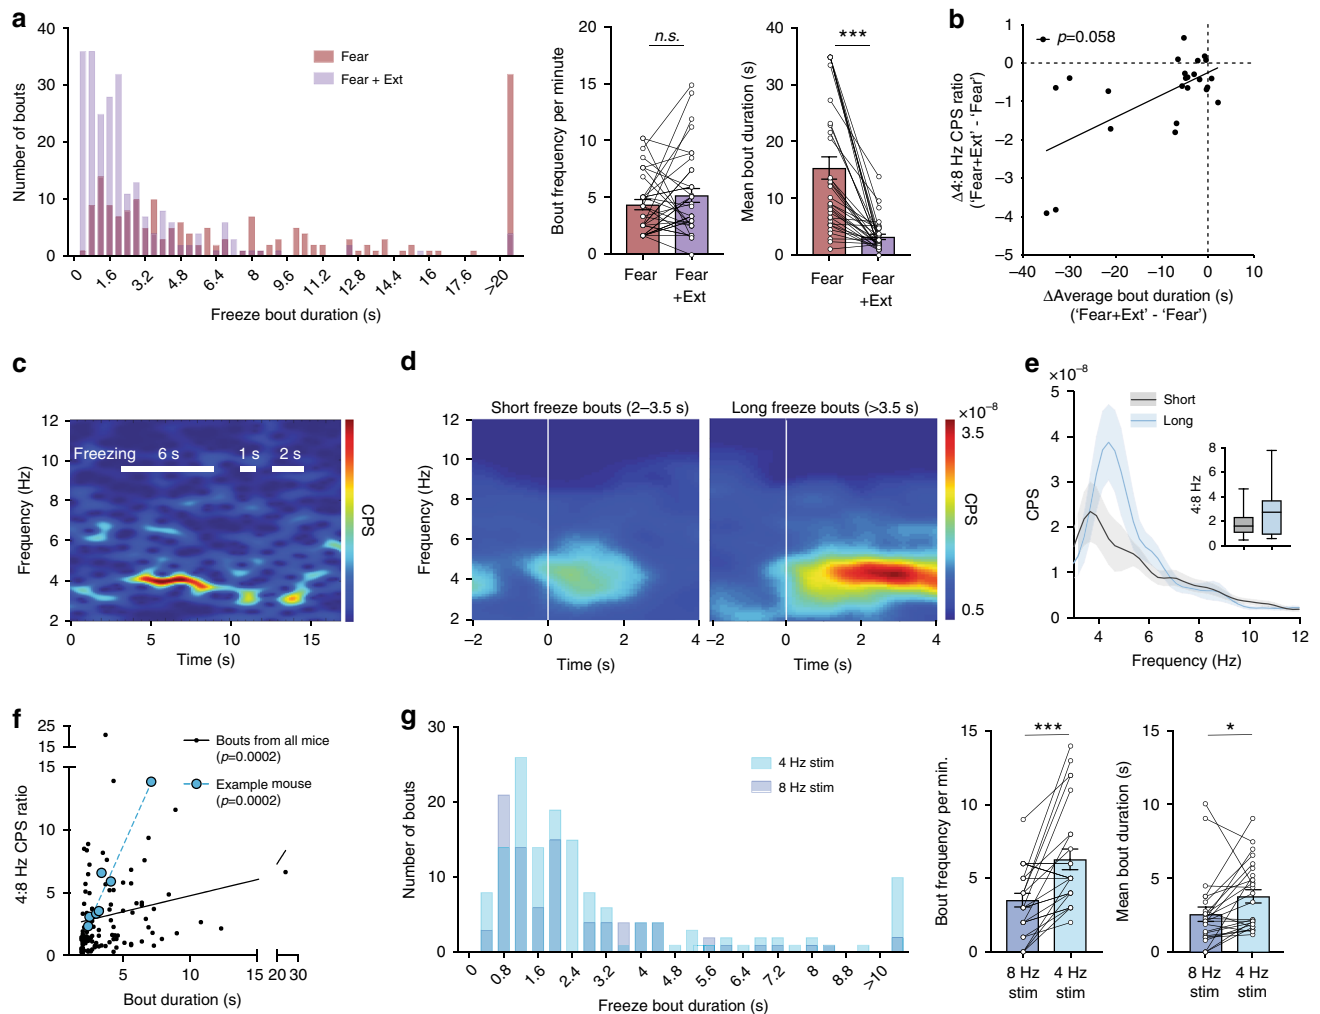 a
40
30
20
10
0
Number of bouts
Fear
Fear + Ext
0
1.6
3.2
4.8
6.4
8
9.6
11.2
12.8
14.4
16
17.6
>20
Freeze bout duration (s)
20
15
10
5
0
Bout frequency per minute
n.s.
Fear
Fear
+Ext
40
30
20
10
0
Mean bout duration (s)
***
Fear
Fear
+Ext
b
1
0
−1
−2
−3
−4
−5
Δ4:8 Hz CPS ratio
(‘Fear+Ext’ - ‘Fear’)
p=0.058
−40
−30
−20
−10
0
10
ΔAverage bout duration (s)
(‘Fear+Ext’ - ‘Fear’)
c
12
10
8
6
4
2
Frequency (Hz)
Freezing
6 s
1 s
2 s
0
5
10
15
Time (s)
CPS
d
Short freeze bouts (2–3.5 s)
Long freeze bouts (>3.5 s)
12
10
8
6
4
2
Frequency (Hz)
−2
0
2
4
Time (s)
−2
0
2
4
Time (s)
×10⁻⁸
3.5
CPS
0.5
e
×10⁻⁸
5
4
3
2
1
0
CPS
Short
Long
8
6
4
2
0
4:8 Hz
4
6
8
10
12
Frequency (Hz)
f
25
15
15
10
5
0
4:8 Hz CPS ratio
Bouts from all mice
(p=0.0002)
Example mouse
(p=0.0002)
5
10
15
20
30
Bout duration (s)
g
30
20
10
0
Number of bouts
4 Hz stim
8 Hz stim
0
0.8
1.6
2.4
3.2
4
4.8
5.6
6.4
7.2
8
8.8
>10
Freeze bout duration (s)
15
10
5
0
Bout frequency per min.
***
8 Hz
stim
4 Hz
stim
15
10
5
0
Mean bout duration (s)
*
8 Hz
stim
4 Hz
stim